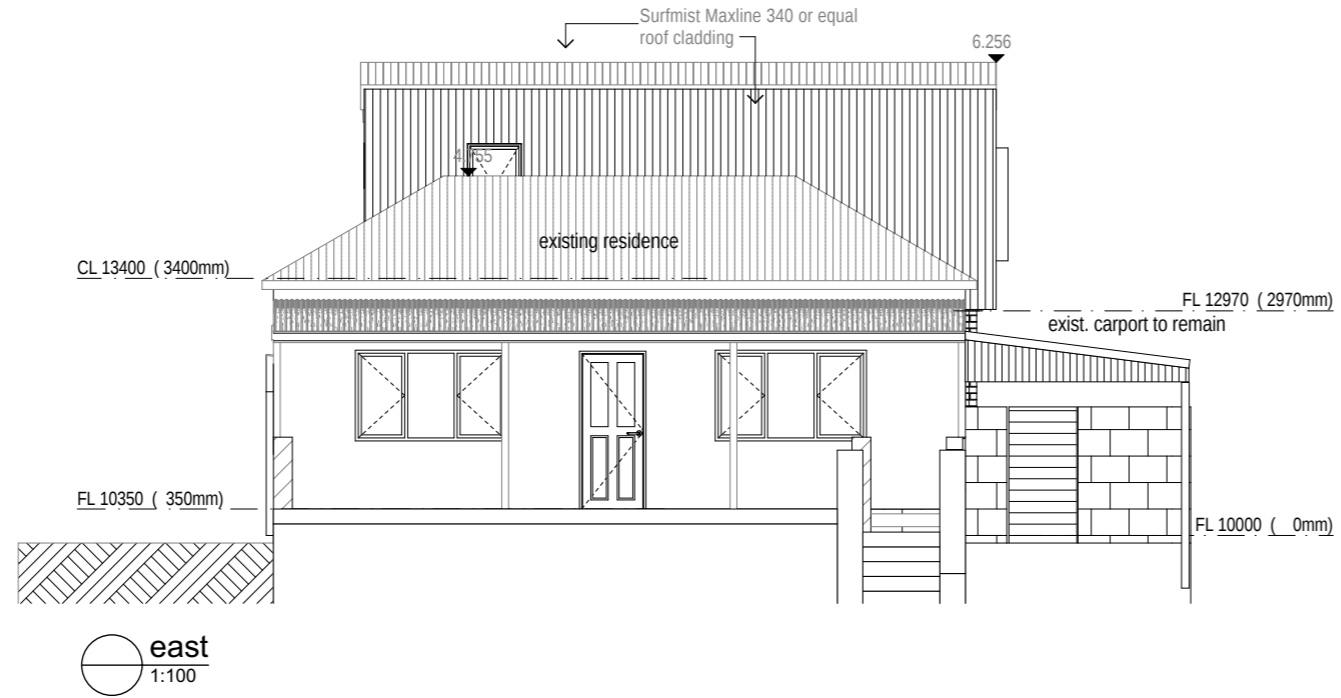 Surfmist Maxline 340 or equal
roof cladding
6.256
existing residence
CL 13400 ( 3400mm)
FL 12970 ( 2970mm)
exist. carport to remain
FL 10350 ( 350mm)
FL 10000 ( 0mm)
east
1:100